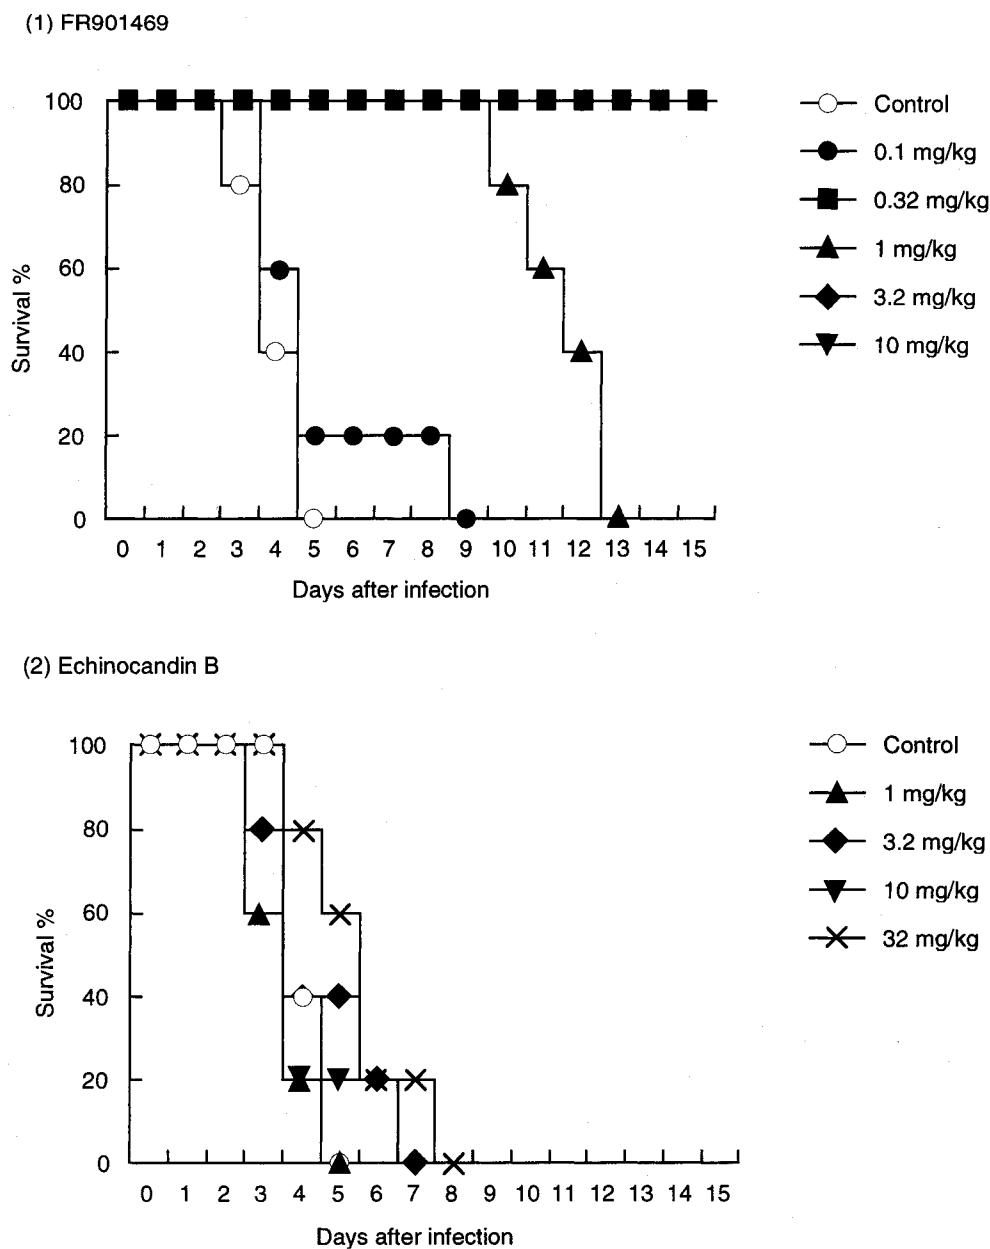 (1) FR901469
100
80
60
40
20
0
Survival %
0 1 2 3 4 5 6 7 8 9 10 11 12 13 14 15
Days after infection
Control
0.1 mg/kg
0.32 mg/kg
1 mg/kg
3.2 mg/kg
10 mg/kg
(2) Echinocandin B
100
80
60
40
20
0
Survival %
0 1 2 3 4 5 6 7 8 9 10 11 12 13 14 15
Days after infection
Control
1 mg/kg
3.2 mg/kg
10 mg/kg
32 mg/kg